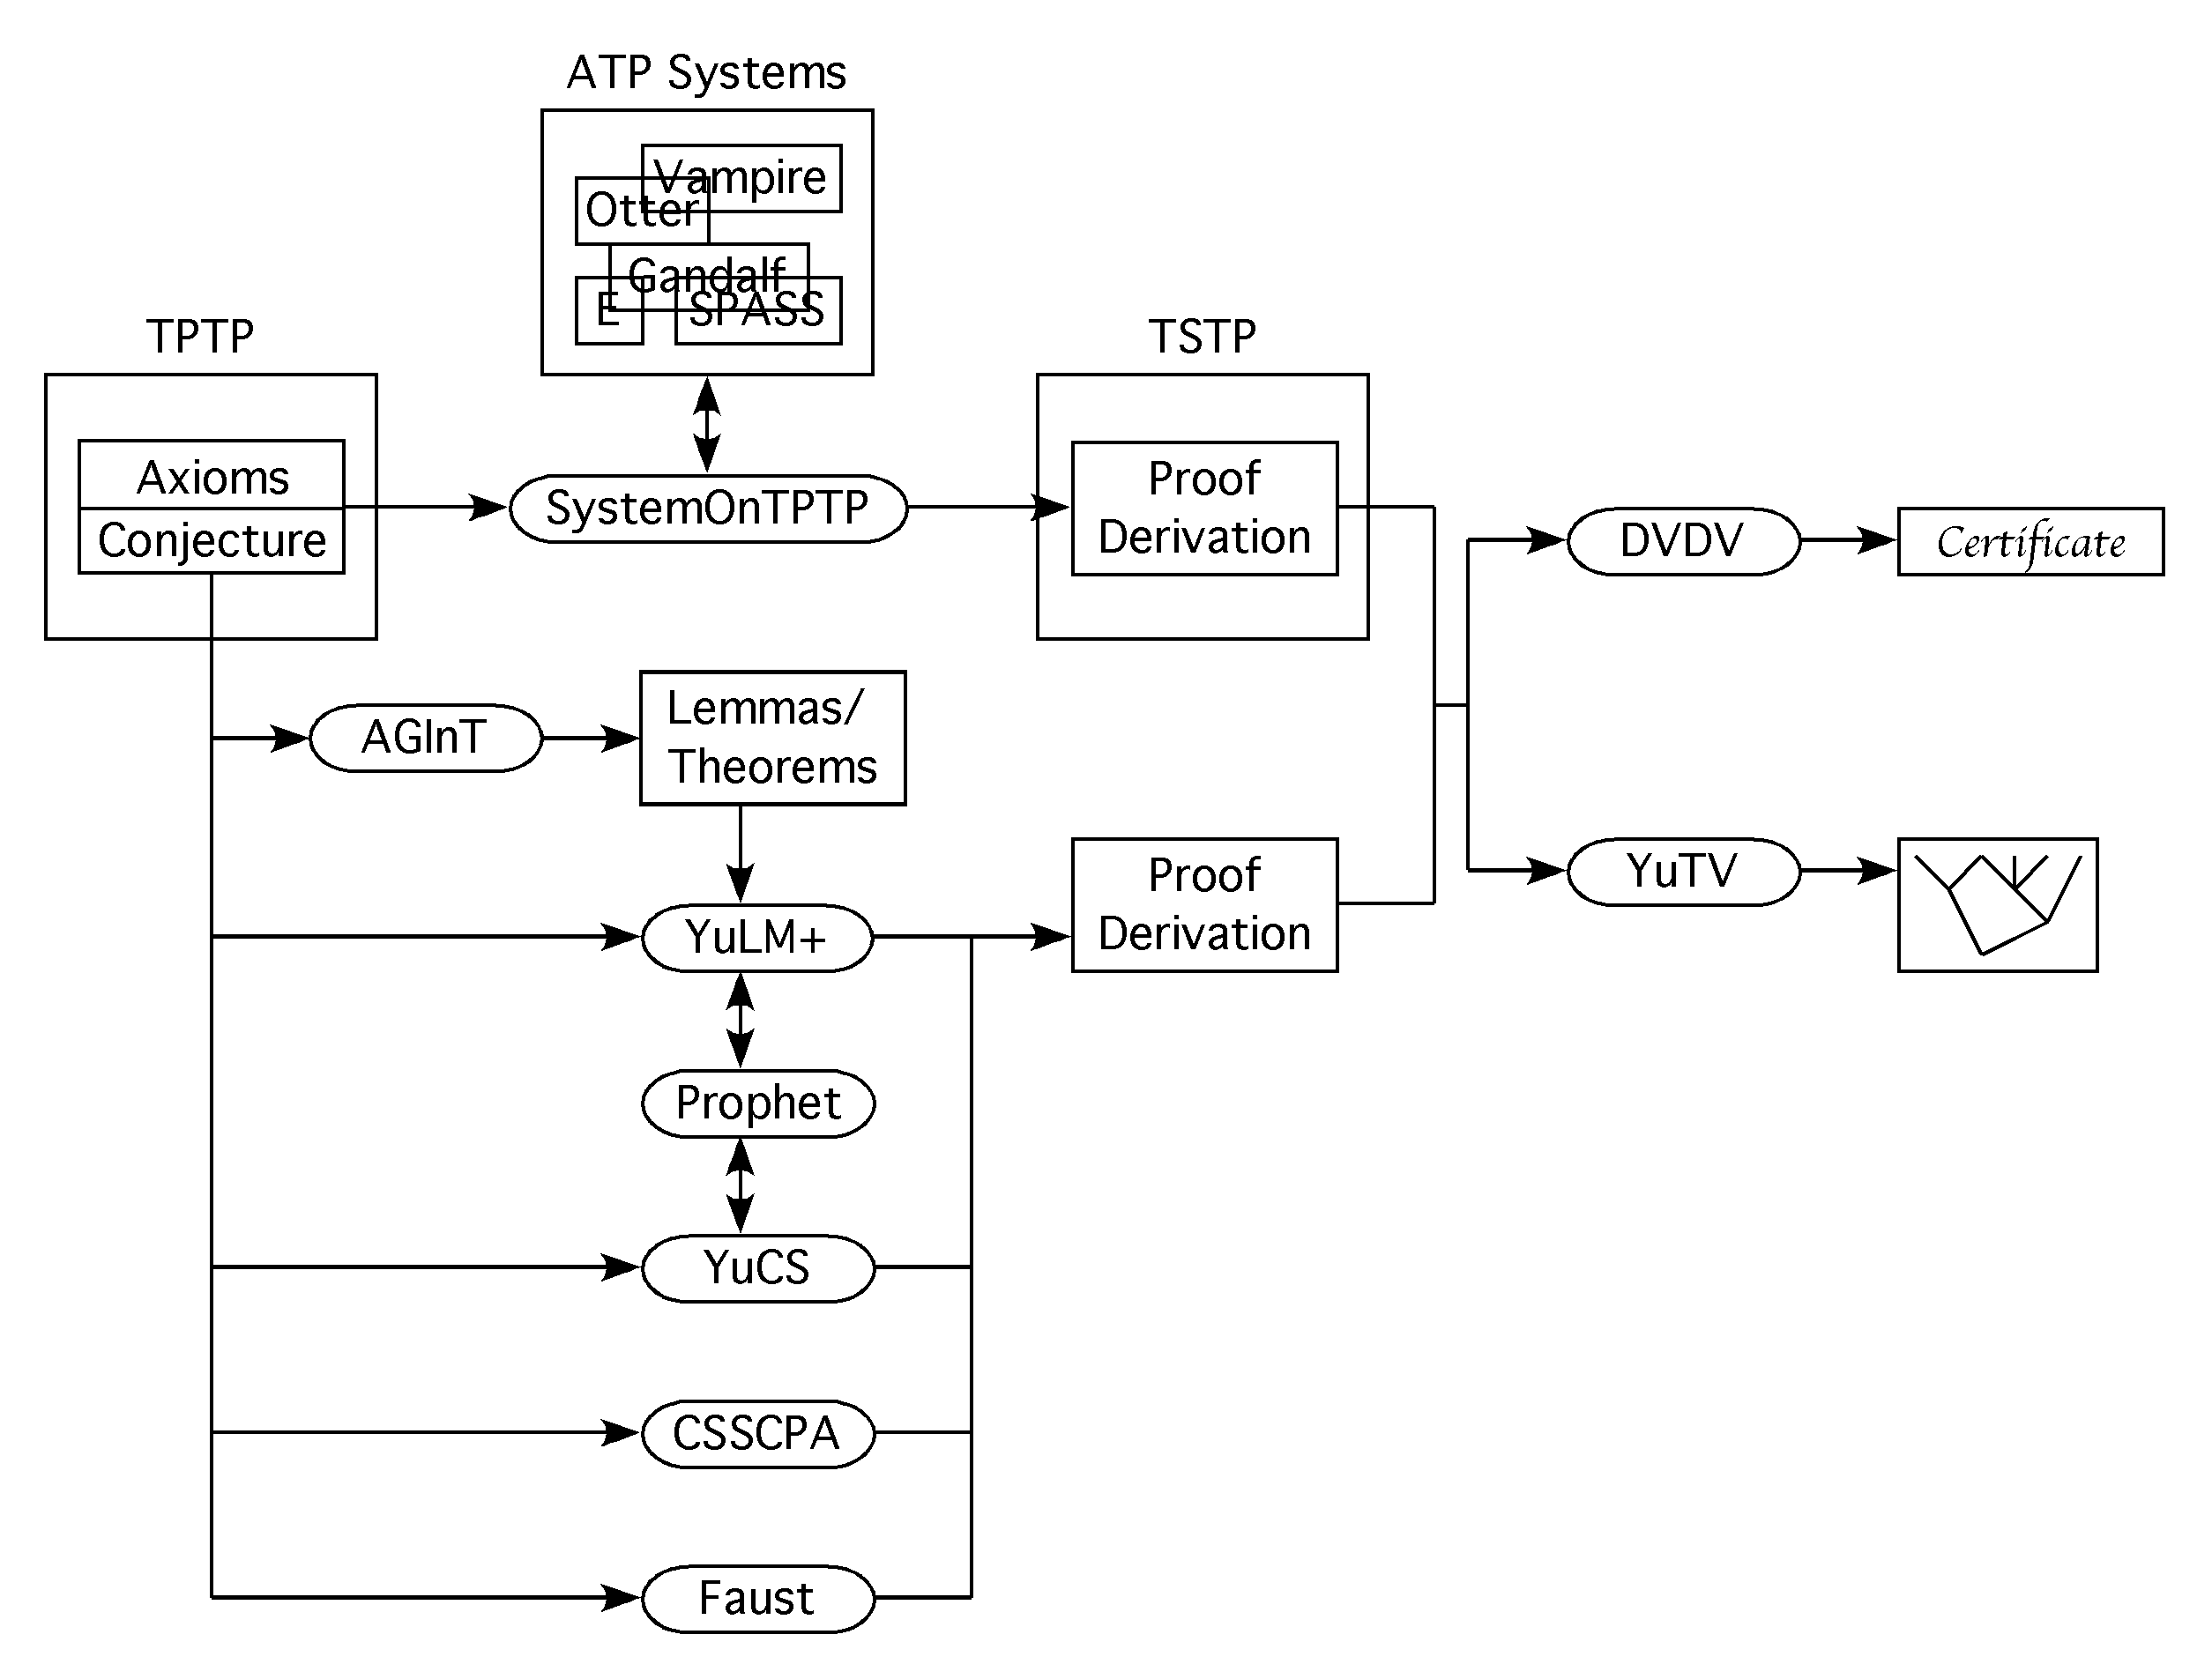 ATP Systems
Vampire
Otter
Gandalf
E
SPASS
TPTP
Axioms
Conjecture
SystemOnTPTP
TSTP
Proof
Derivation
DVDV
Certificate
AGInT
Lemmas/
Theorems
YuLM+
Proof
Derivation
YuTV
Prophet
YuCS
CSSCPA
Faust